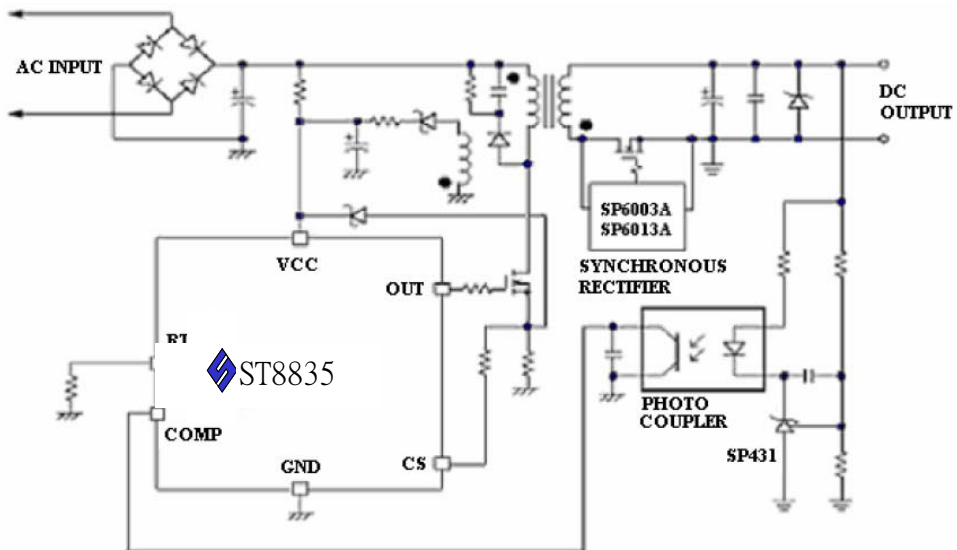 AC INPUT
DC
OUTPUT
SP6003A
SP6013A
SYNCHRONOUS
RECTIFIER
VCC
OUT
ST8835
COMP
PHOTO
COUPLER
SP431
CS
GND